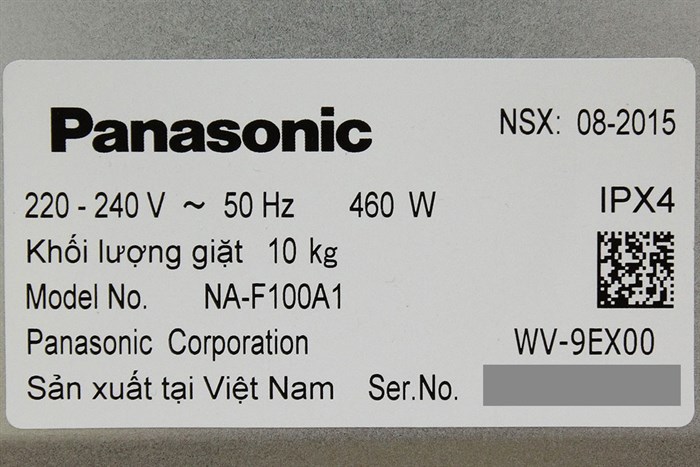 Panasonic NSX: 08-2015
220 - 240 V ~ 50 Hz 460 W IPX4
Khối lượng giặt 10 kg
Model No. NA-F100A1
Panasonic Corporation WV-9EX00
Sản xuất tại Việt Nam Ser.No.